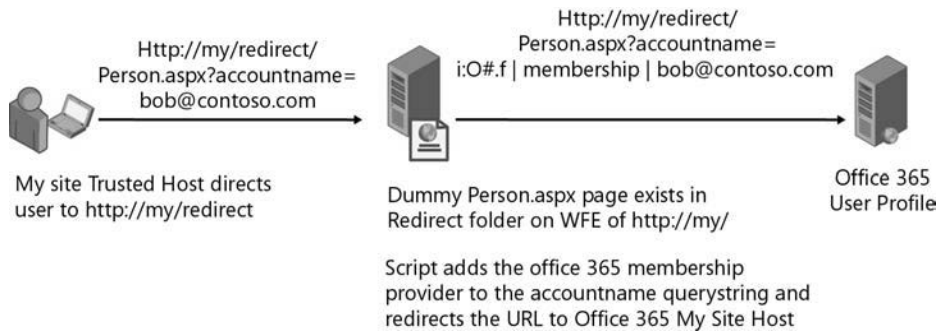 Http://my/redirect/
Person.aspx?accountname=
bob@contoso.com
My site Trusted Host directs
user to http://my/redirect
Http://my/redirect/
Person.aspx?accountname=
i:O#.f | membership | bob@contoso.com
Dummy Person.aspx page exists in
Redirect folder on WFE of http://my/
Script adds the office 365 membership
provider to the accountname querystring and
redirects the URL to Office 365 My Site Host
Office 365
User Profile